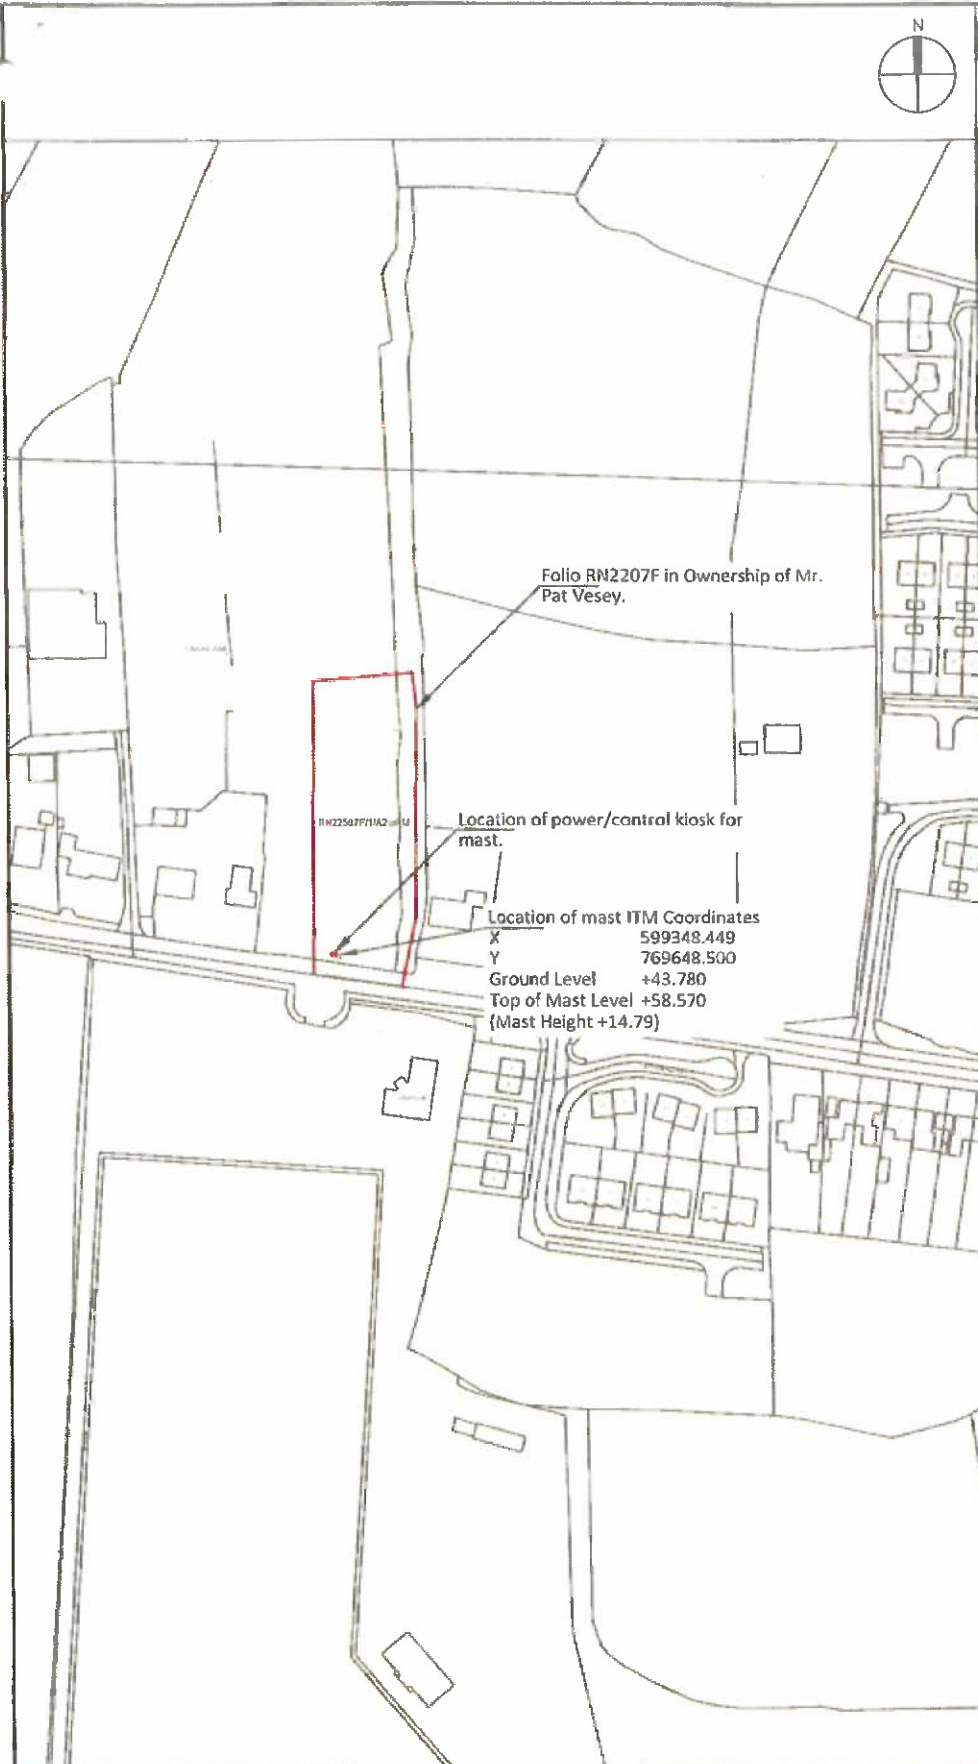 N
Folio RN2207F in Ownership of Mr.
Pat Vesey.
Location of power/control kiosk for
mast.
Location of mast ITM Coordinates
X 599348.449
Y 769648.500
Ground Level +43.780
Top of Mast Level +58.570
(Mast Height +14.79)